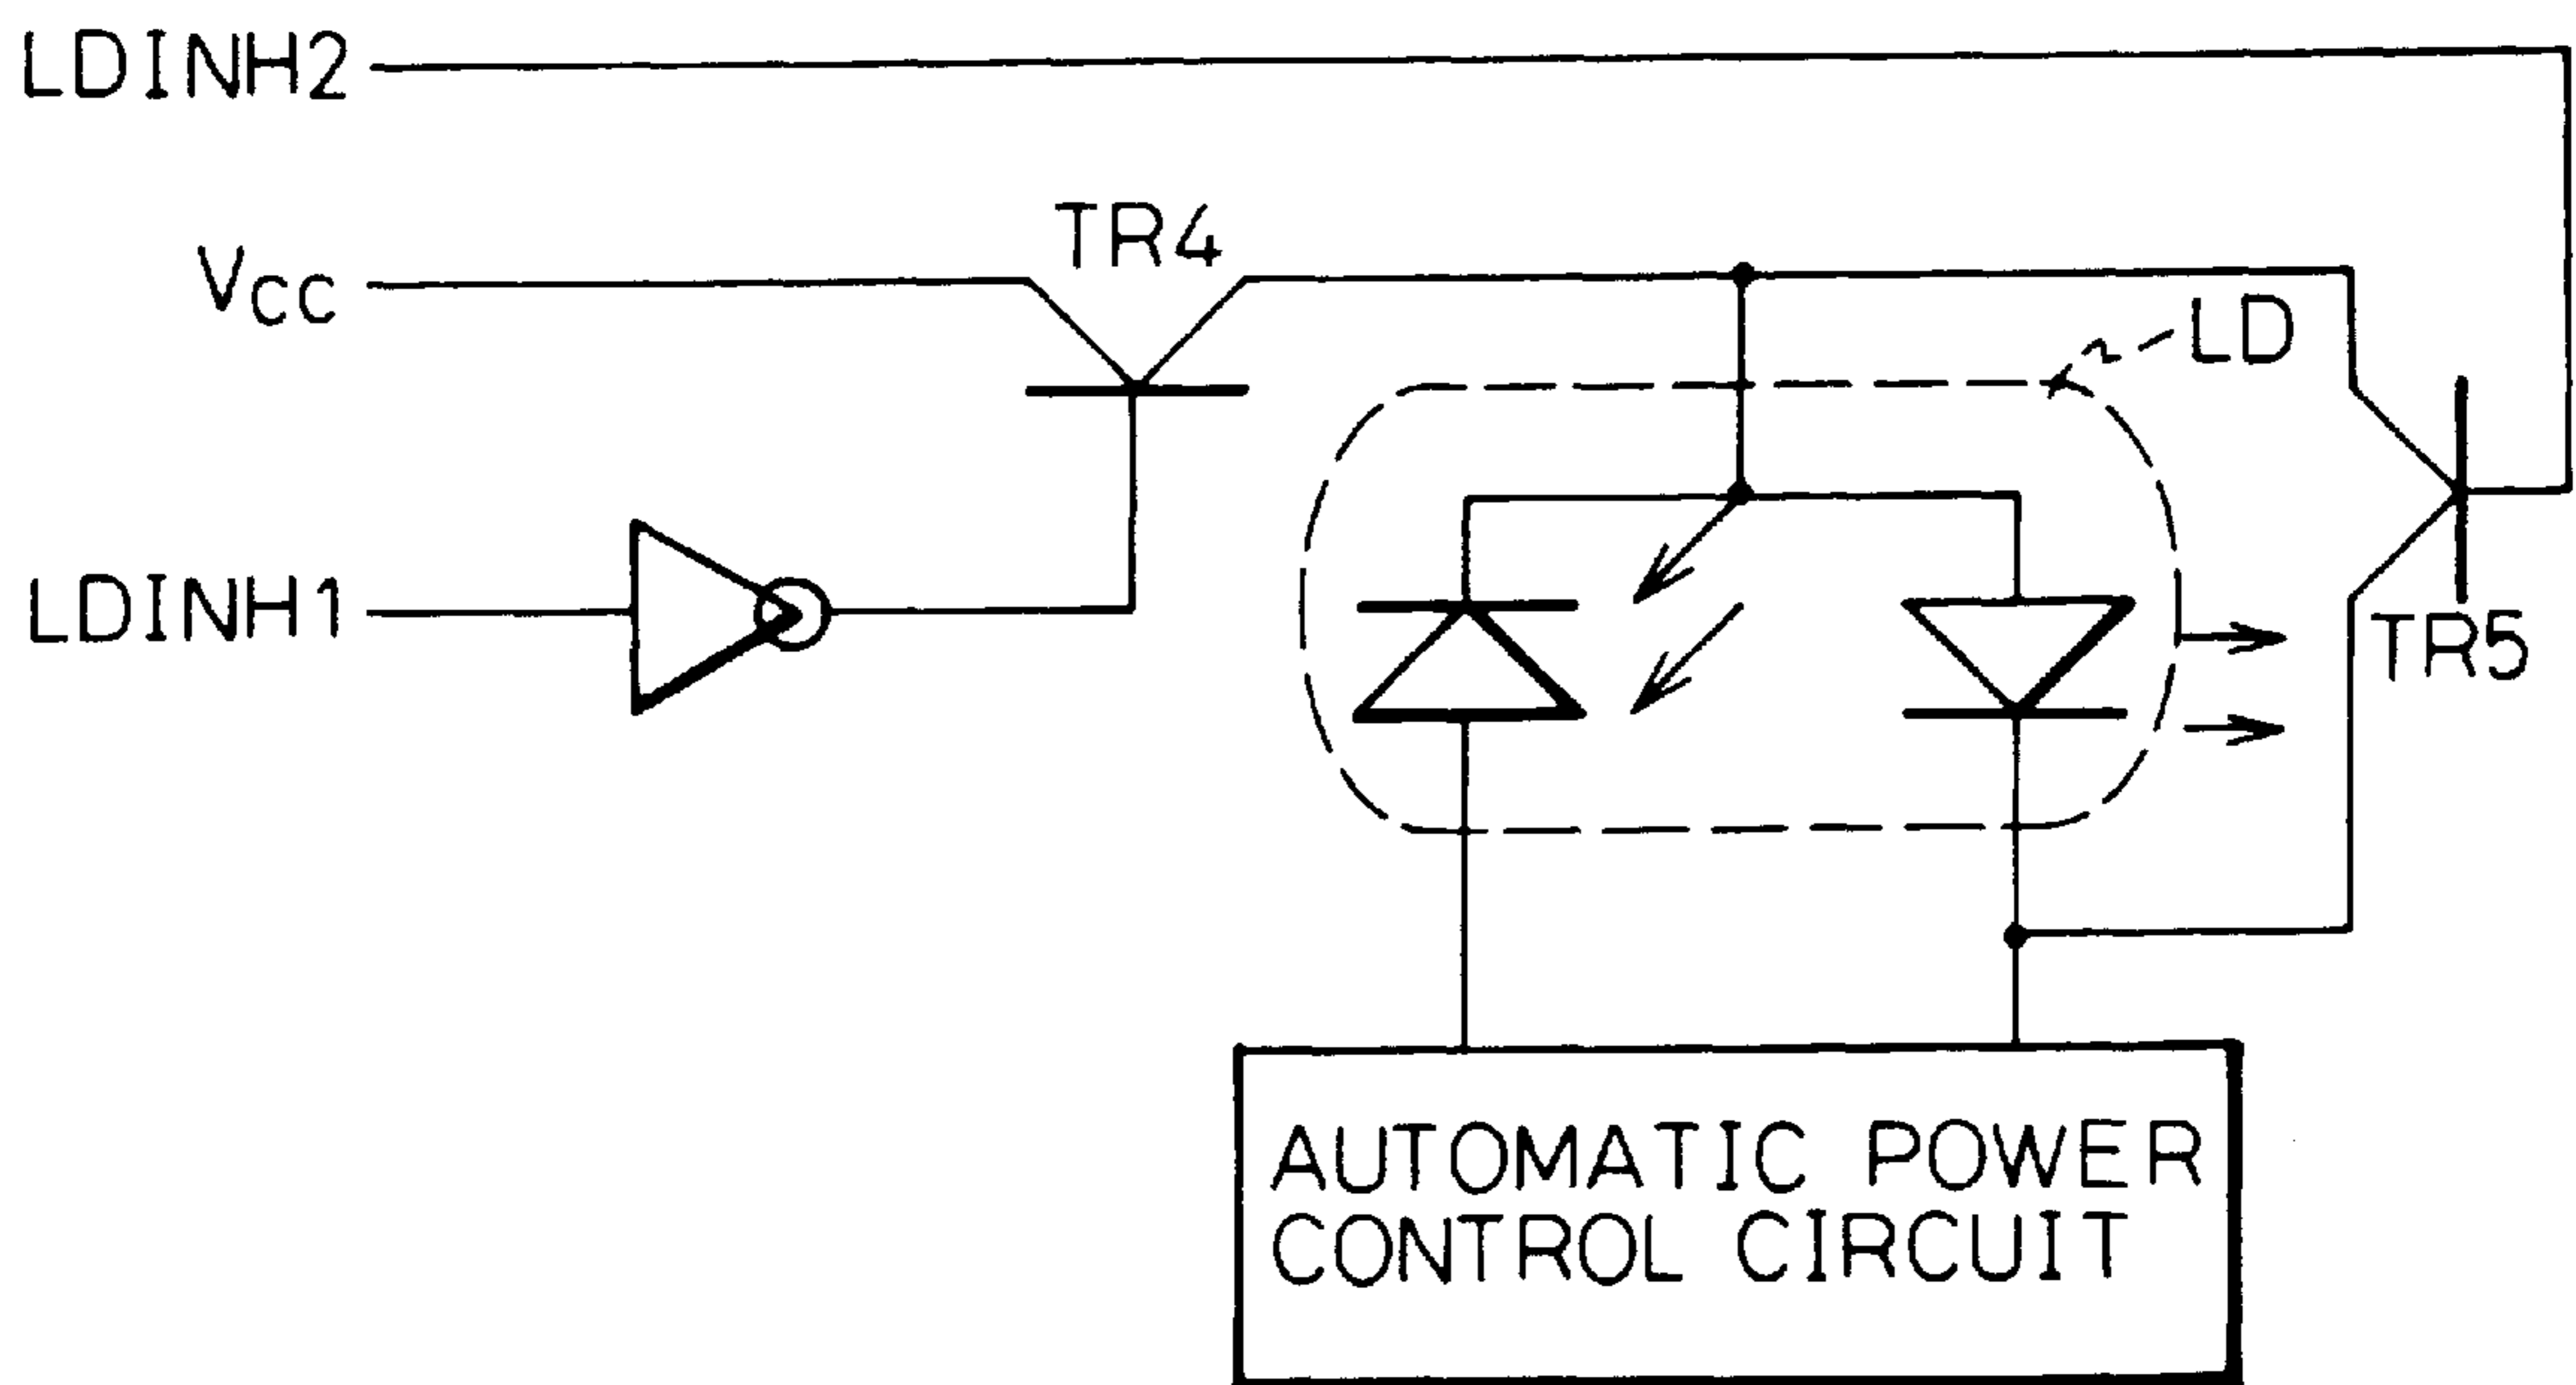 LDINH2
TR4
VCC
LD
LDINH1
TR5
AUTOMATIC POWER
CONTROL CIRCUIT